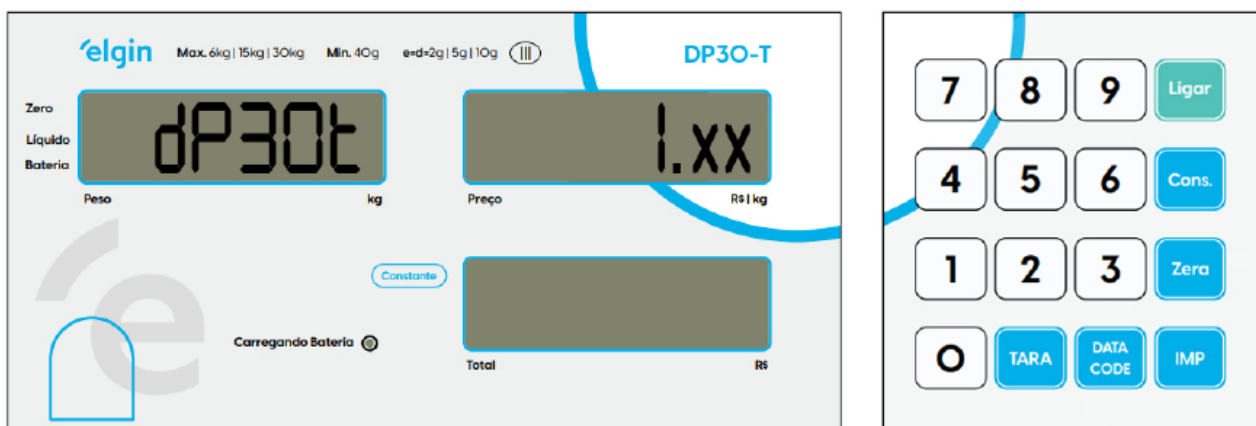 elgin Max. 6kg | 15kg | 30kg Min. 40g e=d=2g | 5g | 10g III DP30-T
Zero
Líquido
Bateria
dP30t
1.XX
Peso kg
Preço R$ | kg
Constante
Carregando Bateria
Total R$
7 8 9 Ligar
4 5 6 Cons.
1 2 3 Zera
0 TARA DATA CODE IMP